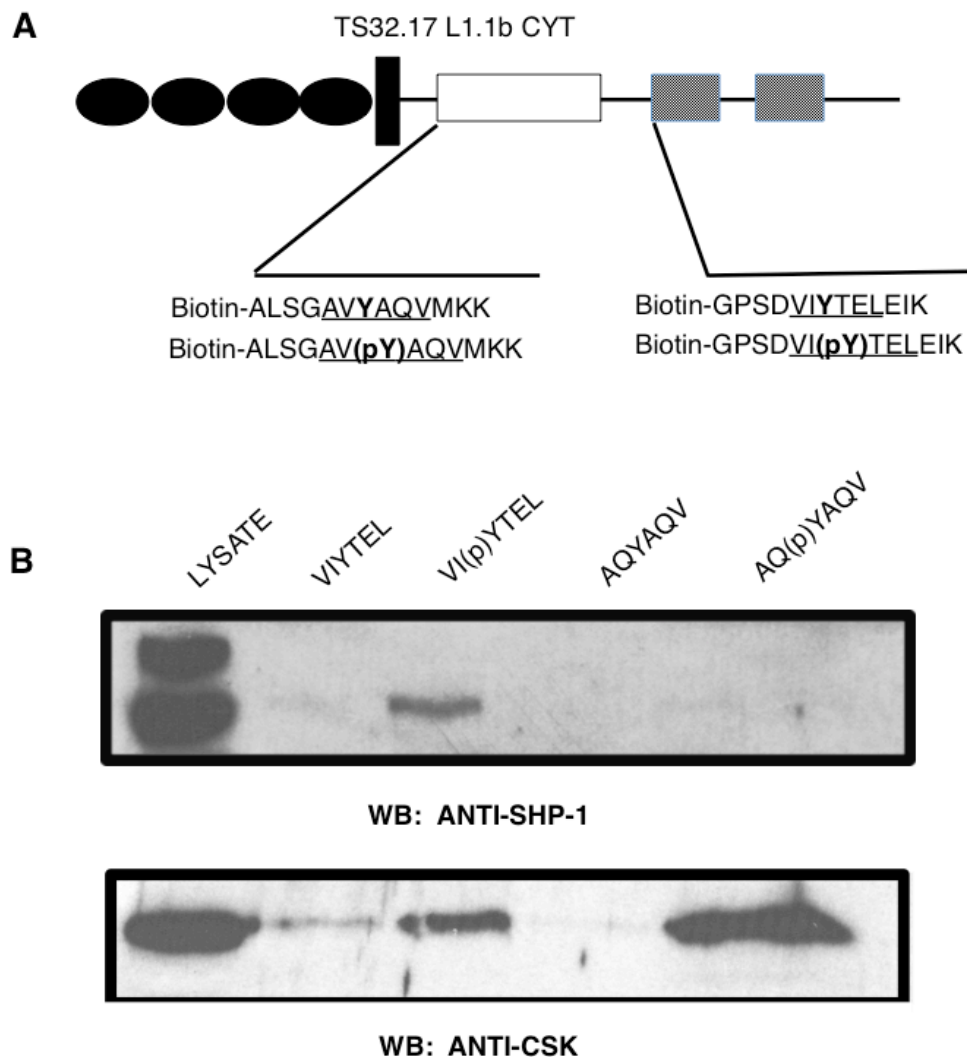 A
TS32.17 L1.1b CYT
Biotin-ALSGAVYAQVMKK
Biotin-ALSGAV(pY)AQVMKK
Biotin-GPSDVIYTELEIK
Biotin-GPSDVI(pY)TELEIK
B
LYSATE
VIYTEL
VI(p)YTEL
AQYAQV
AQ(p)YAQV
WB: ANTI-SHP-1
WB: ANTI-CSK